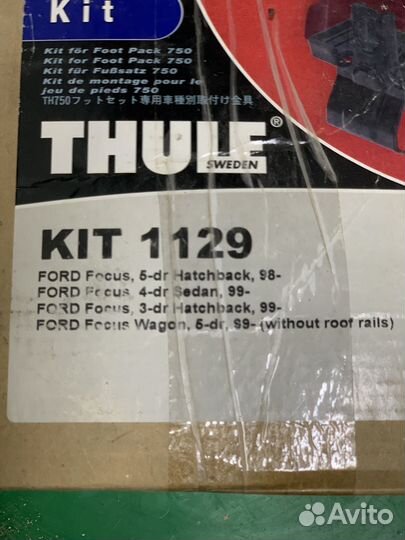 Kit
Kit för Foot Pack 750
Kit for Foot Pack 750
Kit für Fußsatz 750
Kit de montage pour le
jeu de pieds 750
TH750フットセット専用車種別取付け金具
THULE®
SWEDEN
KIT 1129
FORD Focus, 5-dr Hatchback, 98-
FORD Focus, 4-dr Sedan, 99-
FORD Focus, 3-dr Hatchback, 99-
FORD Focus Wagon, 5-dr, 99- (without roof rails)
Avito